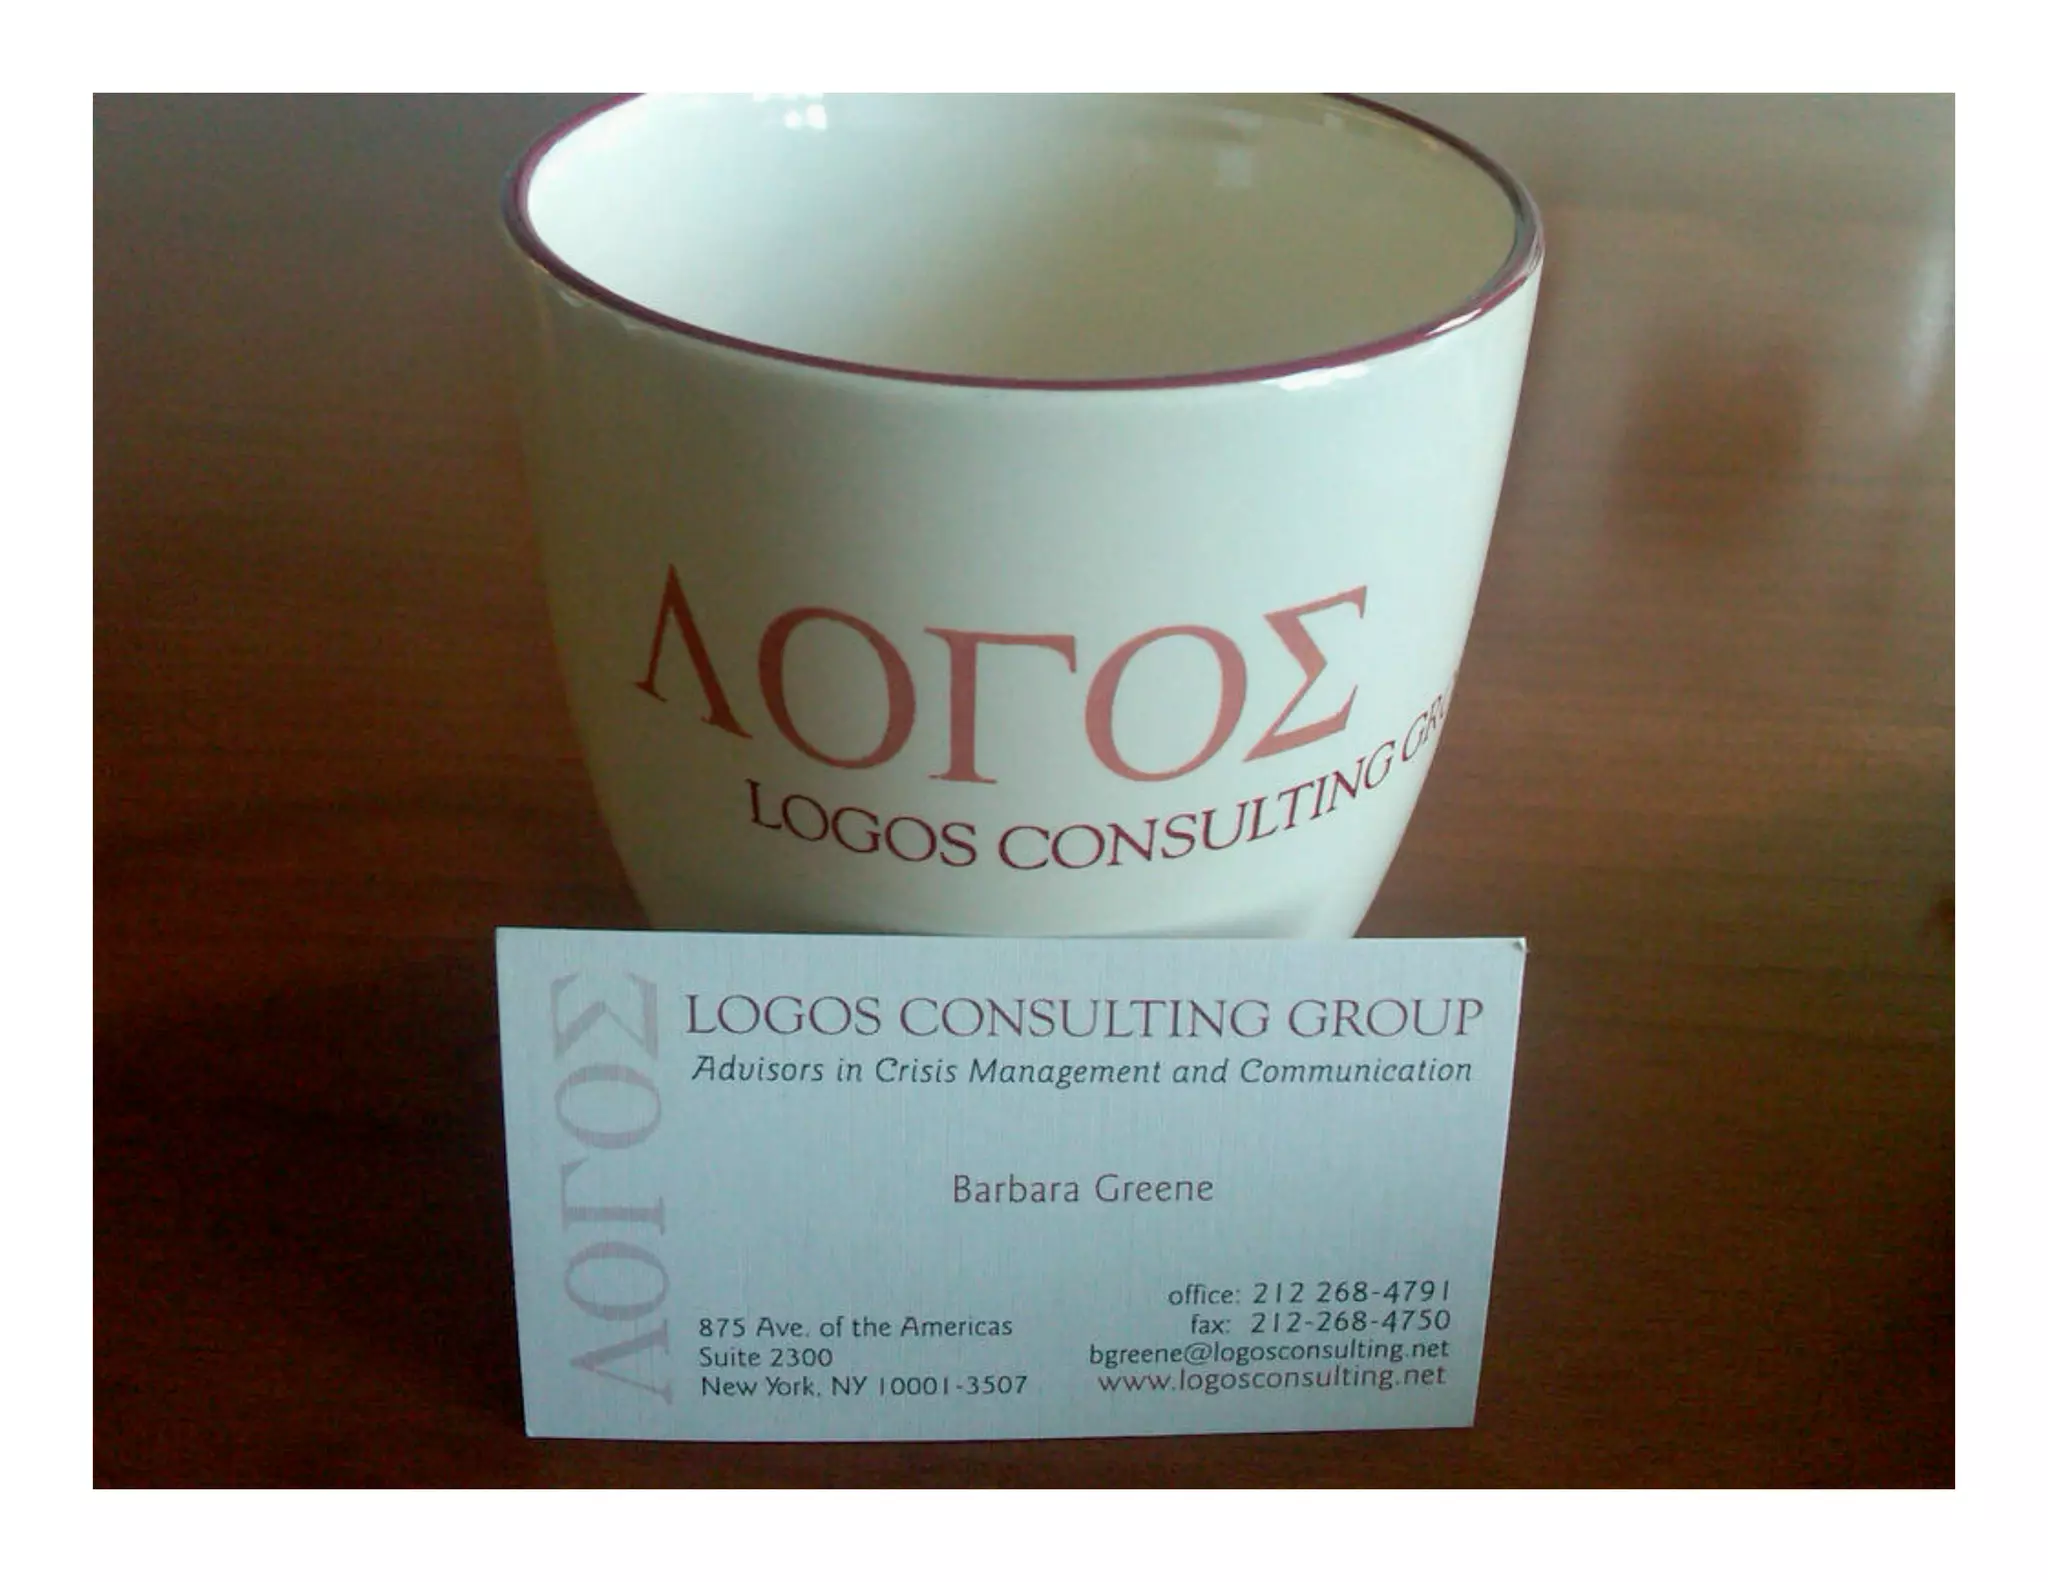 ΛΟΓΟΣ
LOGOS CONSULTING
ΛΟΓΟΣ
LOGOS CONSULTING GROUP
Advisors in Crisis Management and Communication
Barbara Greene
875 Ave. of the Americas
Suite 2300
New York, NY 10001-3507
office: 212 268-4791
fax: 212-268-4750
bgreene@logosconsulting.net
www.logosconsulting.net